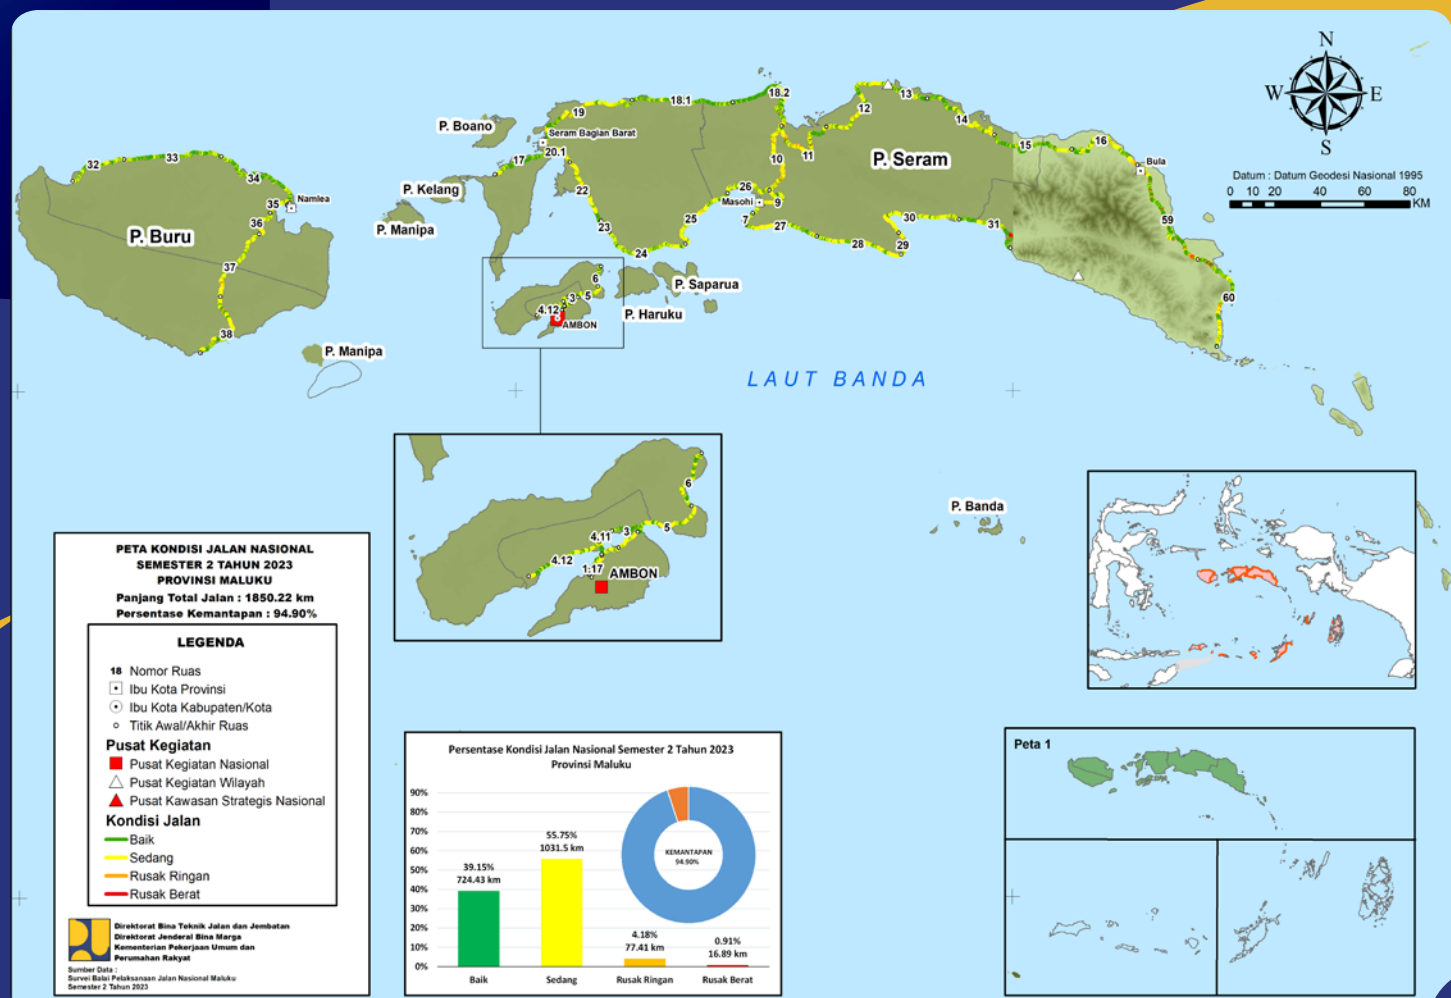 N
W
E
S
Datum : Datum Geodesi Nasional 1995
0 10 20 40 60 80
KM
18.1
18.2
19
12
13
14
15
16
P. Boano
Seram Bagian Barat
20.1
17
10
11
P. Seram
Bula
32
33
34
35
Namlea
36
P. Buru
37
38
P. Kelang
P. Manipa
22
23
24
25
26
Masohi
9
7
27
28
29
30
31
59
60
6
5
3
4.12
AMBON
P. Saparua
P. Haruku
P. Manipa
LAUT BANDA
6
5
3
4.11
4.12
1.17
AMBON
P. Banda
PETA KONDISI JALAN NASIONAL
SEMESTER 2 TAHUN 2023
PROVINSI MALUKU
Panjang Total Jalan : 1850.22 km
Persentase Kemantapan : 94.90%
LEGENDA
18 Nomor Ruas
Ibu Kota Provinsi
Ibu Kota Kabupaten/Kota
Titik Awal/Akhir Ruas
Pusat Kegiatan
Pusat Kegiatan Nasional
Pusat Kegiatan Wilayah
Pusat Kawasan Strategis Nasional
Kondisi Jalan
Baik
Sedang
Rusak Ringan
Rusak Berat
Direktorat Bina Teknik Jalan dan Jembatan
Direktorat Jenderal Bina Marga
Kementerian Pekerjaan Umum dan
Perumahan Rakyat
Sumber Data :
Survei Balai Pelaksanaan Jalan Nasional Maluku
Semester 2 Tahun 2023
Persentase Kondisi Jalan Nasional Semester 2 Tahun 2023
Provinsi Maluku
90%
80%
70%
60%
50%
40%
30%
20%
10%
0%
39.15%
724.43 km
55.75%
1031.5 km
4.18%
77.41 km
0.91%
16.89 km
KEMANTAPAN
94.90%
Baik
Sedang
Rusak Ringan
Rusak Berat
Peta 1